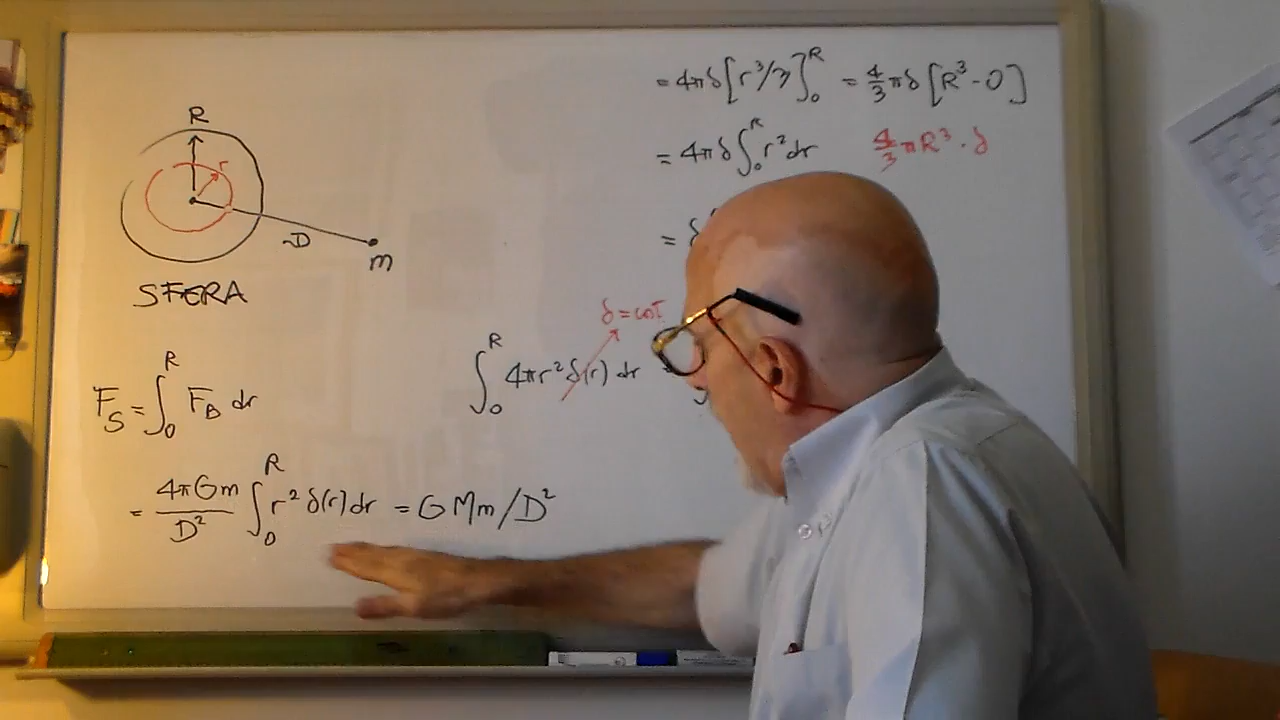 R
r
D
m
SFERA
F_S = ∫₀ᴿ F_B dr
= 4πGm/D² ∫₀ᴿ r² δ(r) dr = GMm/D²
δ = cost
∫₀ᴿ 4πr² δ(r) dr
= 4πδ[r³/3]₀ᴿ = 4/3 πδ[R³ - 0]
= 4πδ ∫₀ᴿ r² dr 4/3 πR³ · δ
= δ